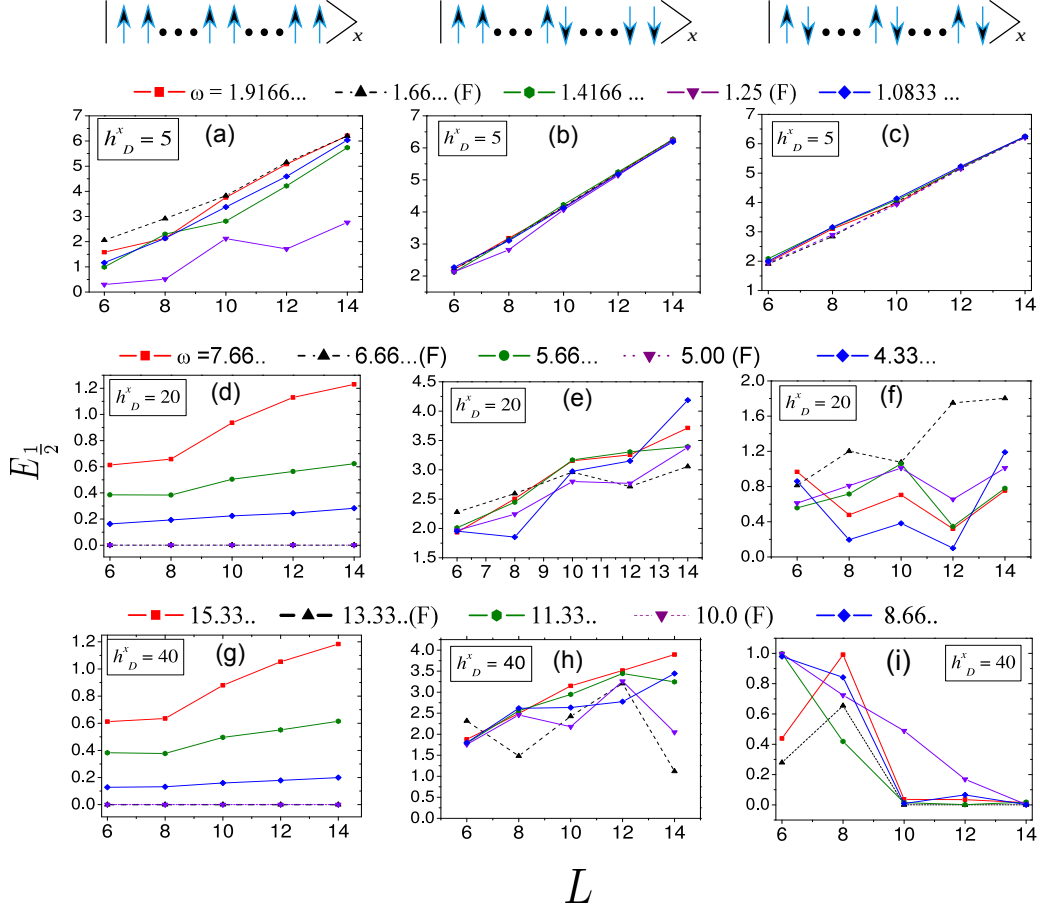 x x x
ω = 1.9166... 1.66... (F) 1.4166 ... 1.25 (F) 1.0833 ...
(a) h^x_D = 5
7
6
5
4
3
2
1
0
6 8 10 12 14
(b) h^x_D = 5
7
6
5
4
3
2
6 8 10 12 14
(c) h^x_D = 5
7
6
5
4
3
2
1
6 8 10 12 14
ω =7.66.. 6.66...(F) 5.66... 5.00 (F) 4.33...
(d) h^x_D = 20
1.2
1.0
0.8
0.6
0.4
0.2
0.0
6 8 10 12 14
(e) h^x_D = 20
4.5
4.0
3.5
3.0
2.5
2.0
1.5
6 7 8 9 10 11 12 13 14
(f) h^x_D = 20
2.0
1.6
1.2
0.8
0.4
0.0
6 8 10 12 14
E_{1/2}
15.33.. 13.33..(F) 11.33.. 10.0 (F) 8.66..
(g) h^x_D = 40
1.2
1.0
0.8
0.6
0.4
0.2
0.0
6 8 10 12 14
(h) h^x_D = 40
4.0
3.5
3.0
2.5
2.0
1.5
1.0
0.5
0.0
6 8 10 12 14
(i) h^x_D = 40
1.0
0.8
0.6
0.4
0.2
0.0
6 8 10 12 14
L